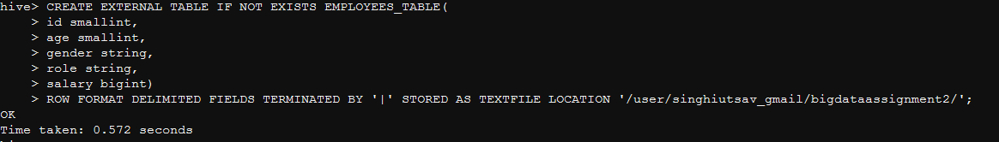 hive> CREATE EXTERNAL TABLE IF NOT EXISTS EMPLOYEES_TABLE(
> id smallint,
> age smallint,
> gender string,
> role string,
> salary bigint)
> ROW FORMAT DELIMITED FIELDS TERMINATED BY '|' STORED AS TEXTFILE LOCATION '/user/singhiutsav_gmail/bigdataassignment2/';
OK
Time taken: 0.572 seconds